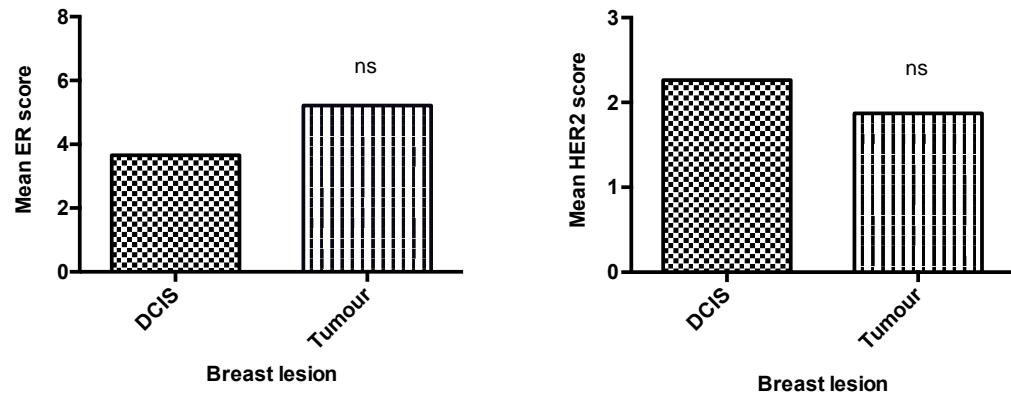 Mean ER score
8
6
4
2
0
ns
DCIS
Tumour
Breast lesion
Mean HER2 score
3
2
1
0
ns
DCIS
Tumour
Breast lesion